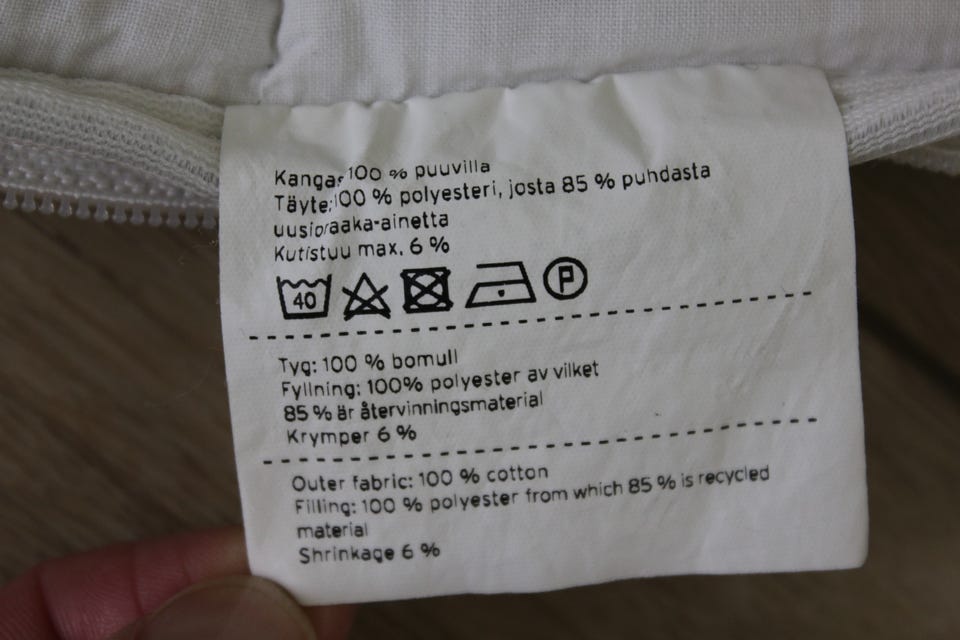 Kangas 100 % puuvilla
Täyte: 100 % polyesteri, josta 85 % puhdasta
uusioraaka-ainetta
Kutistuu max. 6 %
40 P
Tyg: 100 % bomull
Fyllning: 100% polyester av vilket
85 % är återvinningsmaterial
Krymper 6 %
Outer fabric: 100 % cotton
Filling: 100 % polyester from which 85 % is recycled
material
Shrinkage 6 %